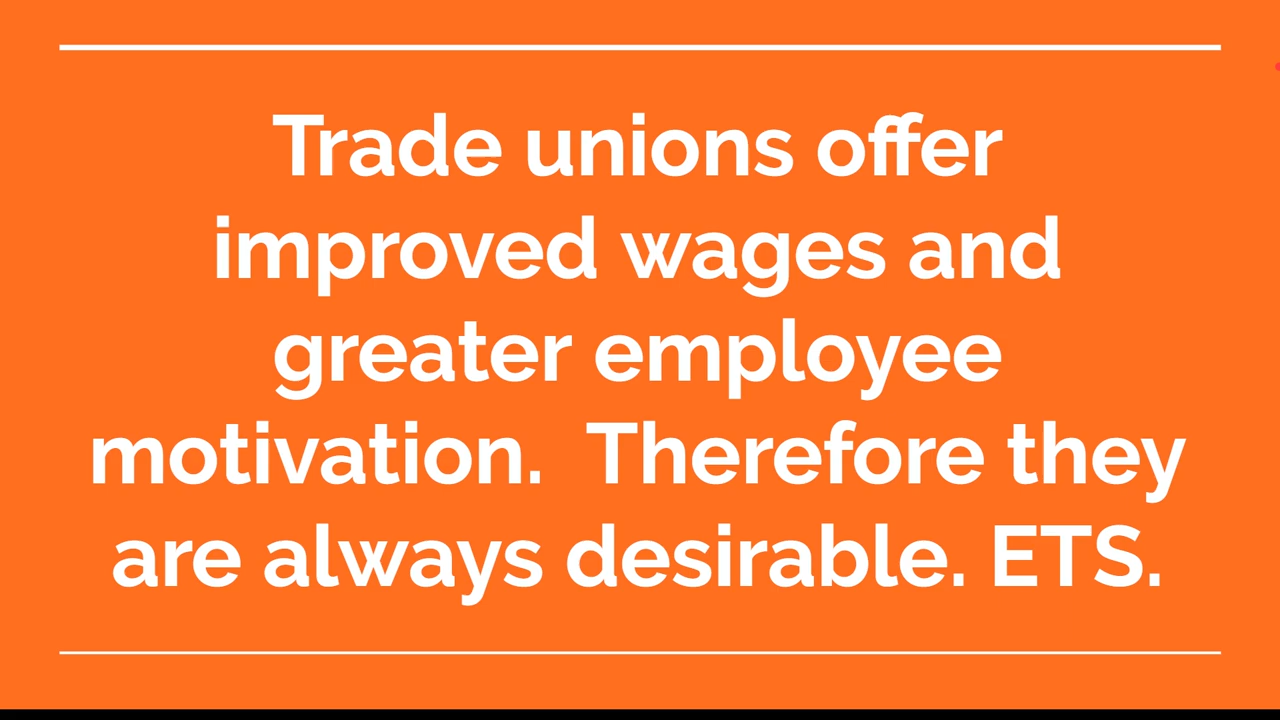 Trade unions offer
improved wages and
greater employee
motivation.  Therefore they
are always desirable. ETS.